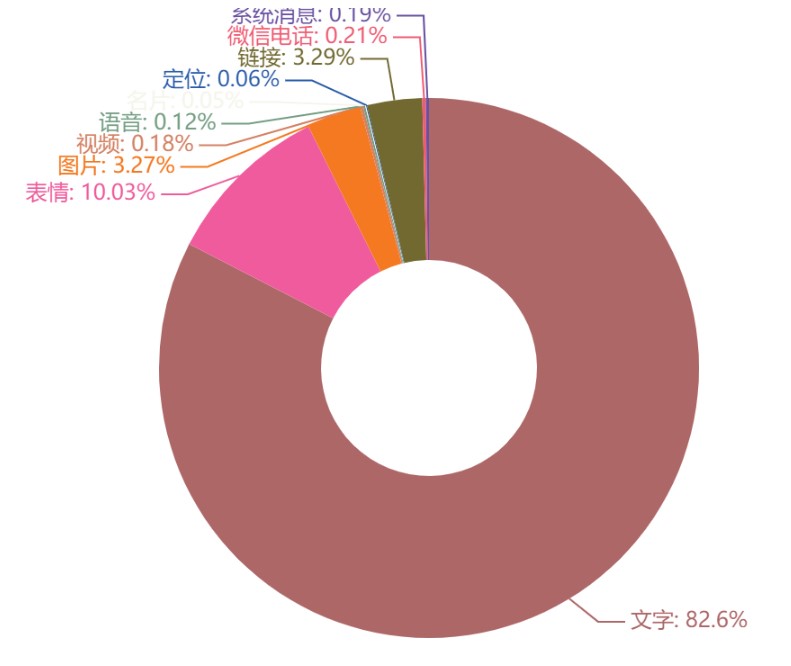 系统消息: 0.19%
微信电话: 0.21%
链接: 3.29%
定位: 0.06%
名片: 0.05%
语音: 0.12%
视频: 0.18%
图片: 3.27%
表情: 10.03%
文字: 82.6%